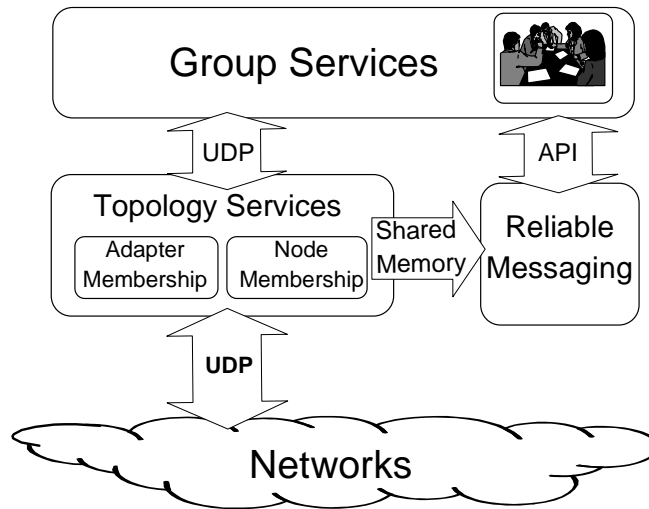 Group Services
UDP
API
Topology Services
Adapter
Membership
Node
Membership
Shared
Memory
Reliable
Messaging
UDP
Networks